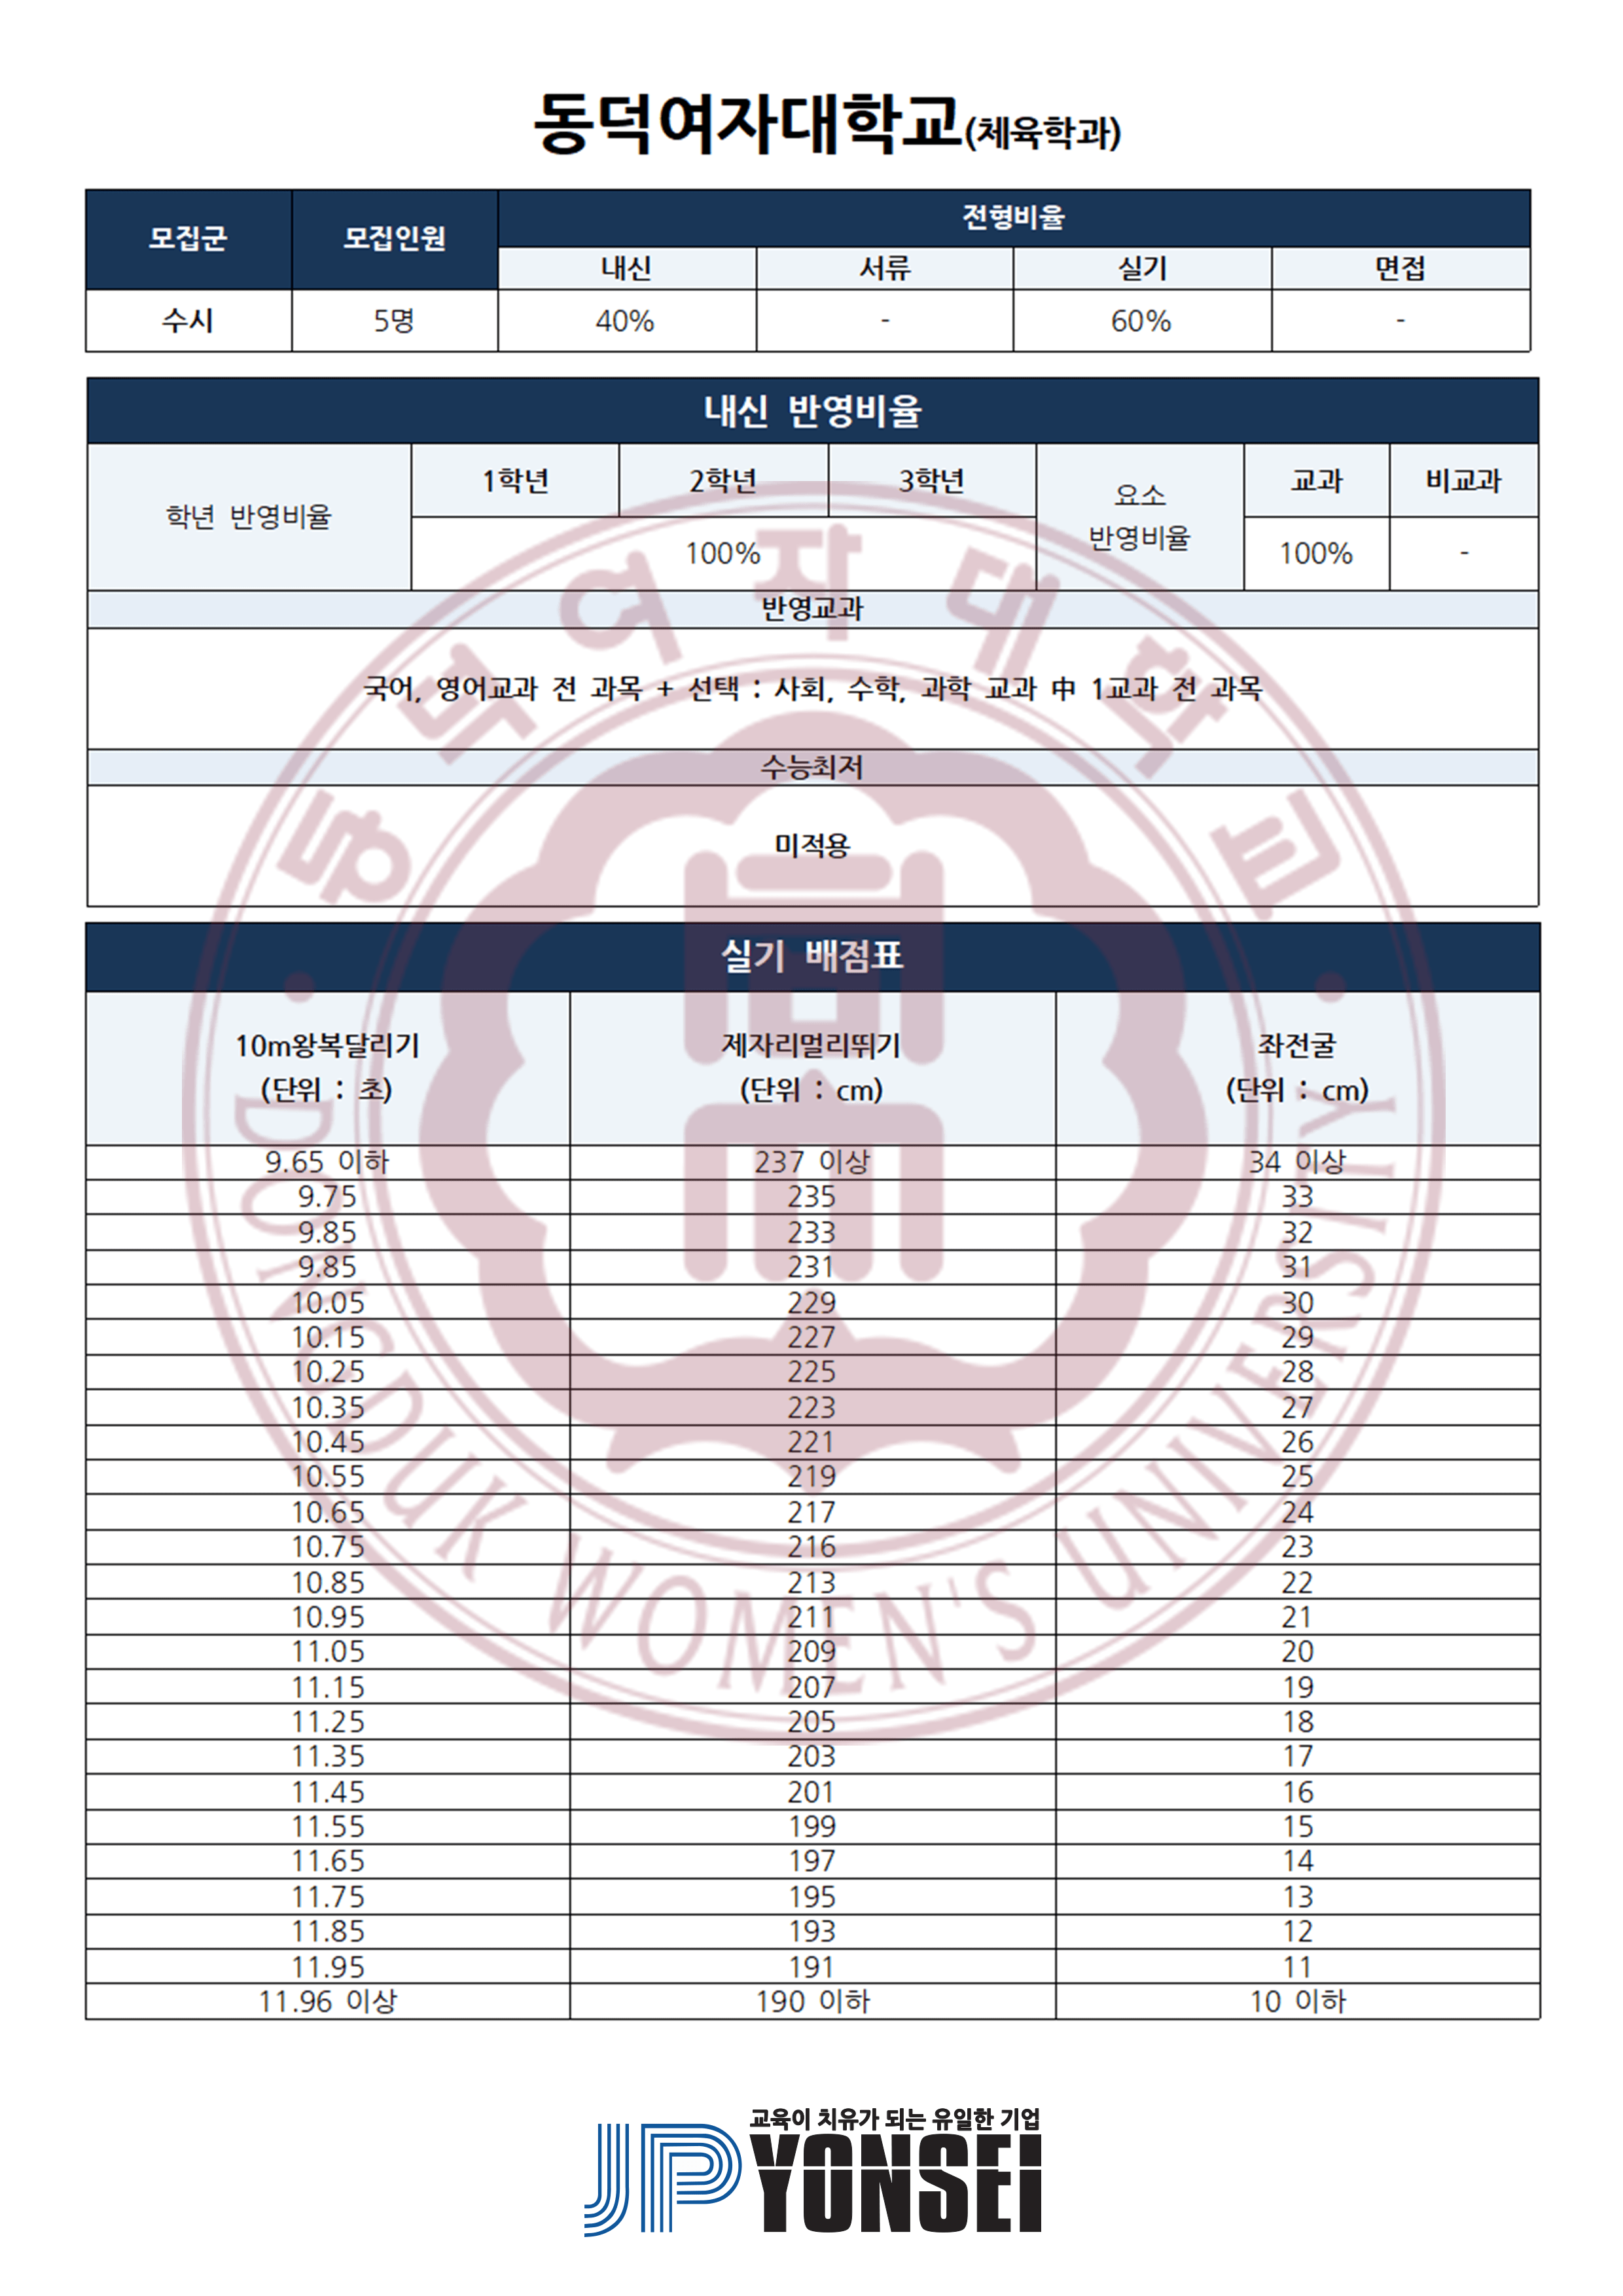 동덕여자대학교(체육학과)
모집군 모집인원 전형비율
내신 서류 실기 면접
수시 5명 40% - 60% -
내신 반영비율
학년 반영비율 1학년 2학년 3학년 요소 반영비율 교과 비교과
100% 100% -
반영교과
국어, 영어교과 전 과목 + 선택 : 사회, 수학, 과학 교과 中 1교과 전 과목
수능최저
미적용
실기 배점표
10m왕복달리기 제자리멀리뛰기 좌전굴
(단위 : 초) (단위 : cm) (단위 : cm)
9.65 이하 237 이상 34 이상
9.75 235 33
9.85 233 32
9.85 231 31
10.05 229 30
10.15 227 29
10.25 225 28
10.35 223 27
10.45 221 26
10.55 219 25
10.65 217 24
10.75 216 23
10.85 213 22
10.95 211 21
11.05 209 20
11.15 207 19
11.25 205 18
11.35 203 17
11.45 201 16
11.55 199 15
11.65 197 14
11.75 195 13
11.85 193 12
11.95 191 11
11.96 이상 190 이하 10 이하
동덕여자대학교
DONGDUK WOMEN'S UNIVERSITY
교육이 치유가 되는 유일한 기업
JP YONSEI